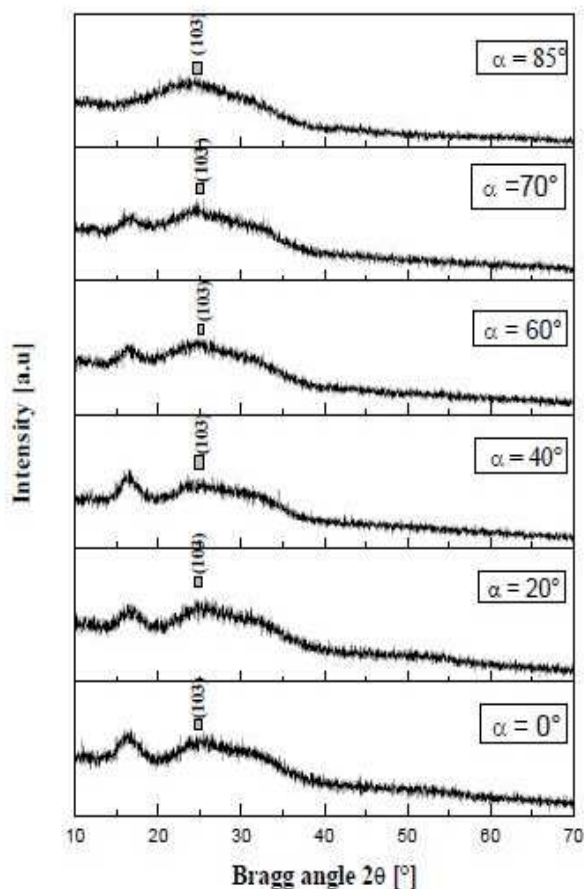 (103)
α = 85°
(103)
α =70°
(103)
α = 60°
(103)
α = 40°
(103)
α = 20°
(103)
α = 0°
Intensity [a.u]
10 20 30 40 50 60 70
Bragg angle 2θ [°]